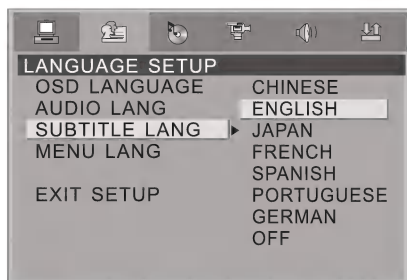 LANGUAGE SETUP
OSD LANGUAGE
AUDIO LANG
SUBTITLE LANG
MENU LANG
EXIT SETUP
CHINESE
ENGLISH
JAPAN
FRENCH
SPANISH
PORTUGUESE
GERMAN
OFF